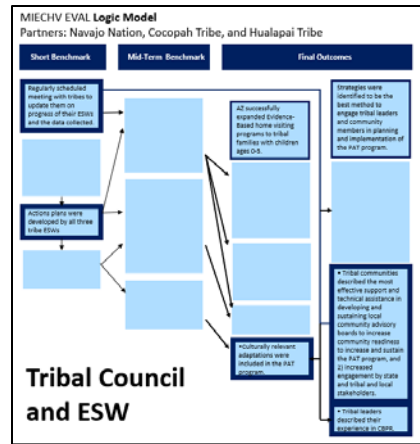 MIECHV EVAL Logic Model
Partners: Navajo Nation, Cocopah Tribe, and Hualapai Tribe
Short Benchmark
Mid-Term Benchmark
Final Outcomes
Regularly scheduled
meeting with tribes to
update them on
progress of their ESWs
and the data collected.
Actions plans were
developed by all three
tribe ESWs
AZ successfully
expanded Evidence-
Based home visiting
programs to tribal
families with children
ages 0-5.
•Culturally relevant
adaptations were
included in the PAT
program.
Strategies were
identified to be the
best method to
engage tribal leaders
and community
members in planning
and implementation of
the PAT program.
• Tribal communities
described the most
effective support and
technical assistance in
developing and
sustaining local
community advisory
boards to increase
community readiness
to increase and sustain
the PAT program, and
2) increased
engagement by state
and tribal and local
stakeholders.
• Tribal leaders
described their
experience in CBPR.
Tribal Council
and ESW